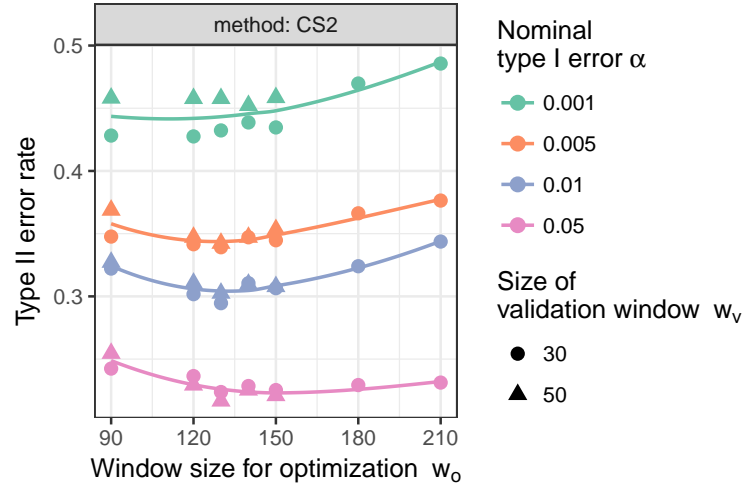 method: CS2
0.5
0.4
0.3
Type II error rate
90 120 150 180 210
Window size for optimization wₒ
Nominal
type I error α
0.001
0.005
0.01
0.05
Size of
validation window wᵥ
30
50